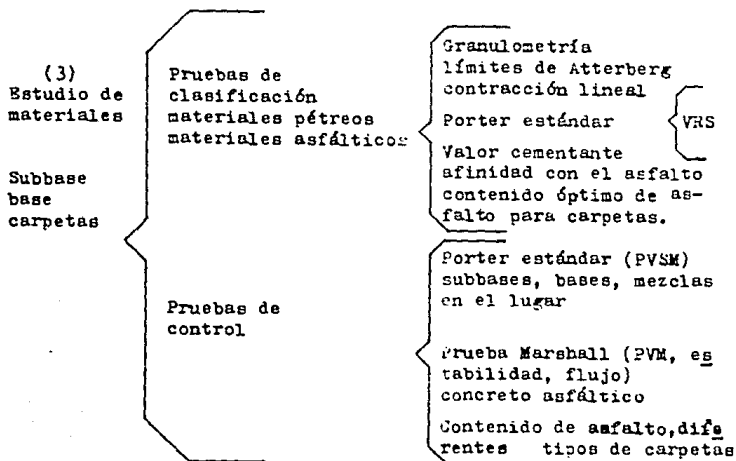 (3)
Estudio de
materiales
Subbase
base
carpetas
Pruebas de
clasificación
materiales pétreos
materiales asfálticos
Granulometría
límites de Atterberg
contracción lineal
Porter estándar
VRS
Valor cementante
afinidad con el asfalto
contenido óptimo de as-
falto para carpetas.
Pruebas de
control
Porter estándar (PVSM)
subbases, bases, mezclas
en el lugar
Prueba Marshall (PVM, es
tabilidad, flujo)
concreto asfáltico
Contenido de asfalto,dife
rentes tipos de carpetas